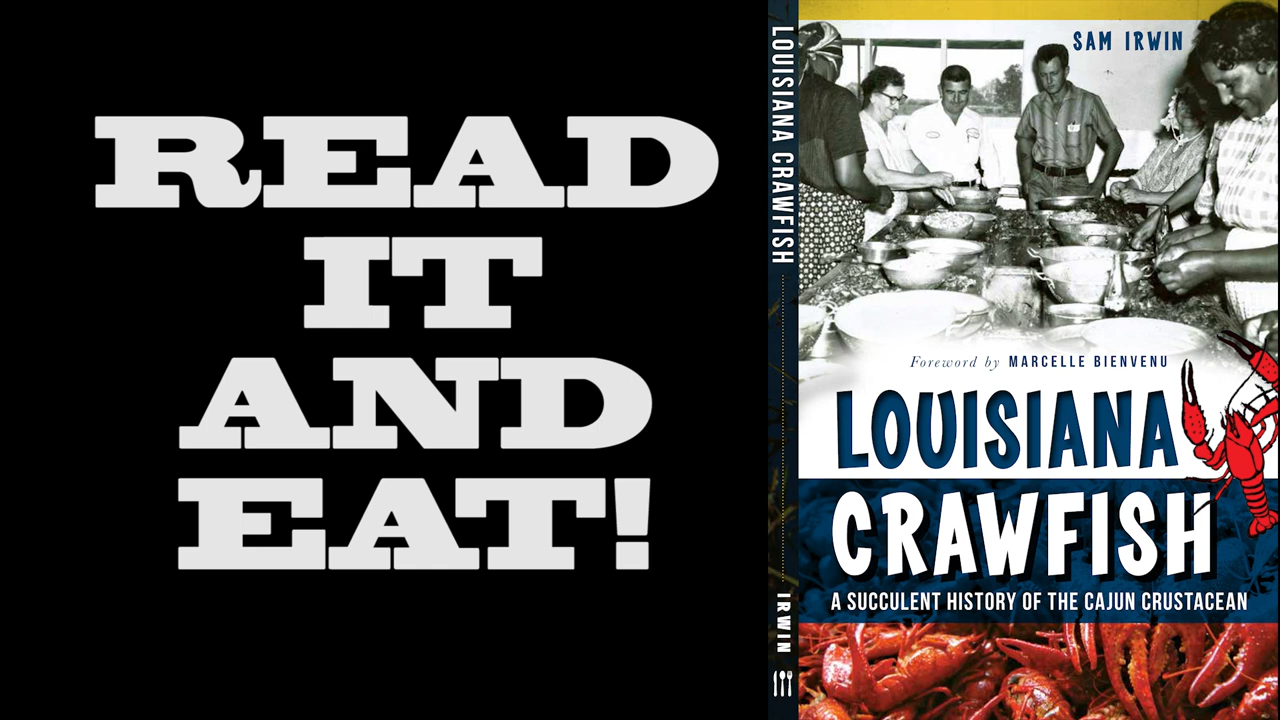 READ
IT
AND
EAT!
LOUISIANA CRAWFISH
IRWIN
SAM IRWIN
Foreword by MARCELLE BIENVENU
LOUISIANA
CRAWFISH
A SUCCULENT HISTORY OF THE CAJUN CRUSTACEAN